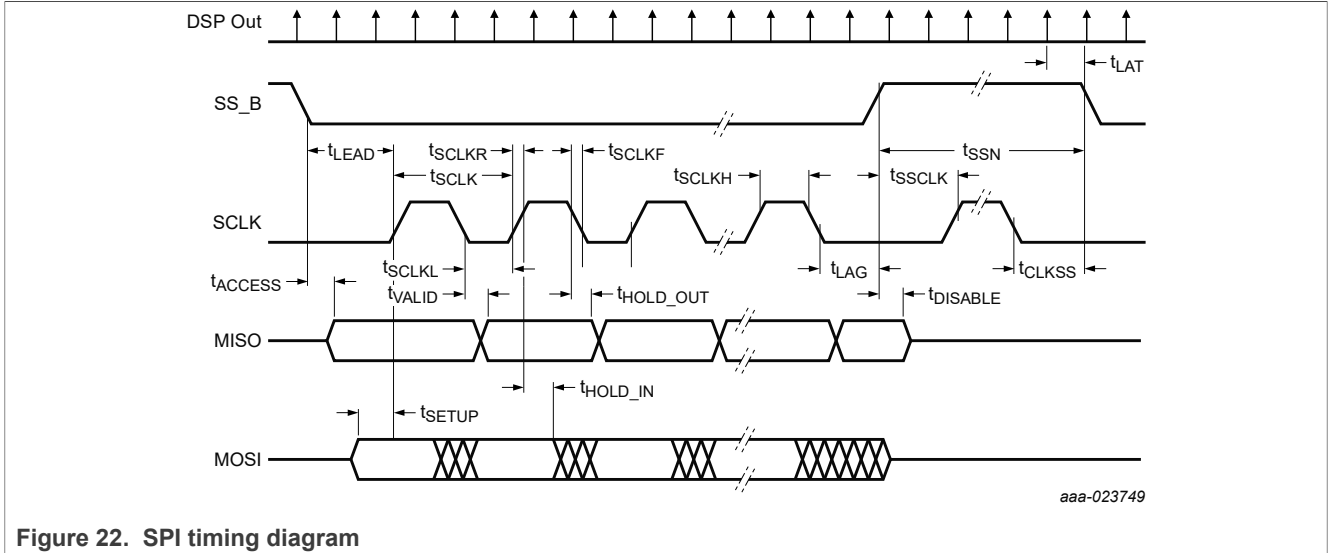 DSP Out
tLAT
SS_B
tLEAD
tSCLKR
tSCLKF
tSSN
tSCLK
tSCLKH
tSSCLK
SCLK
tSCLKL
tLAG
tCLKSS
tACCESS
tVALID
tHOLD_OUT
tDISABLE
MISO
tHOLD_IN
tSETUP
MOSI
aaa-023749
Figure 22. SPI timing diagram